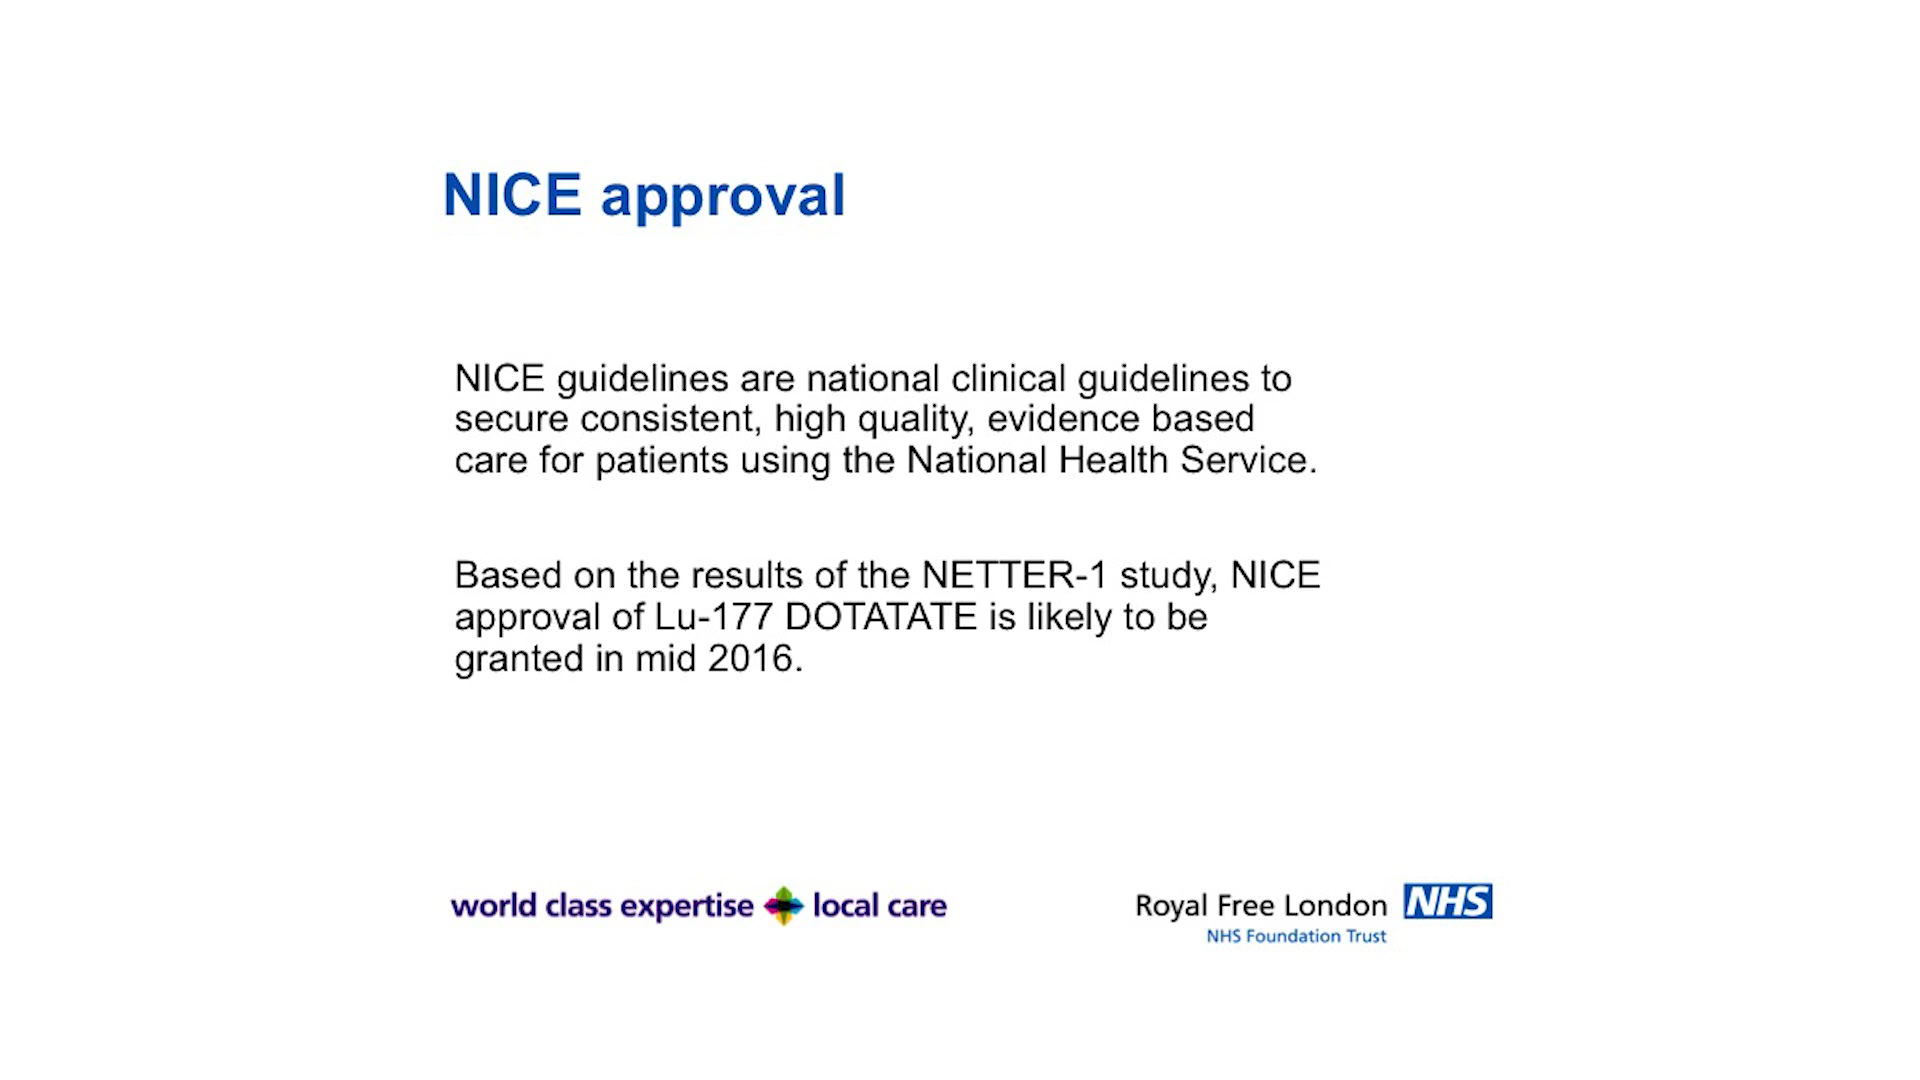 NICE approval
NICE guidelines are national clinical guidelines to
secure consistent, high quality, evidence based
care for patients using the National Health Service.
Based on the results of the NETTER-1 study, NICE
approval of Lu-177 DOTATATE is likely to be
granted in mid 2016.
world class expertise local care
Royal Free London NHS
NHS Foundation Trust